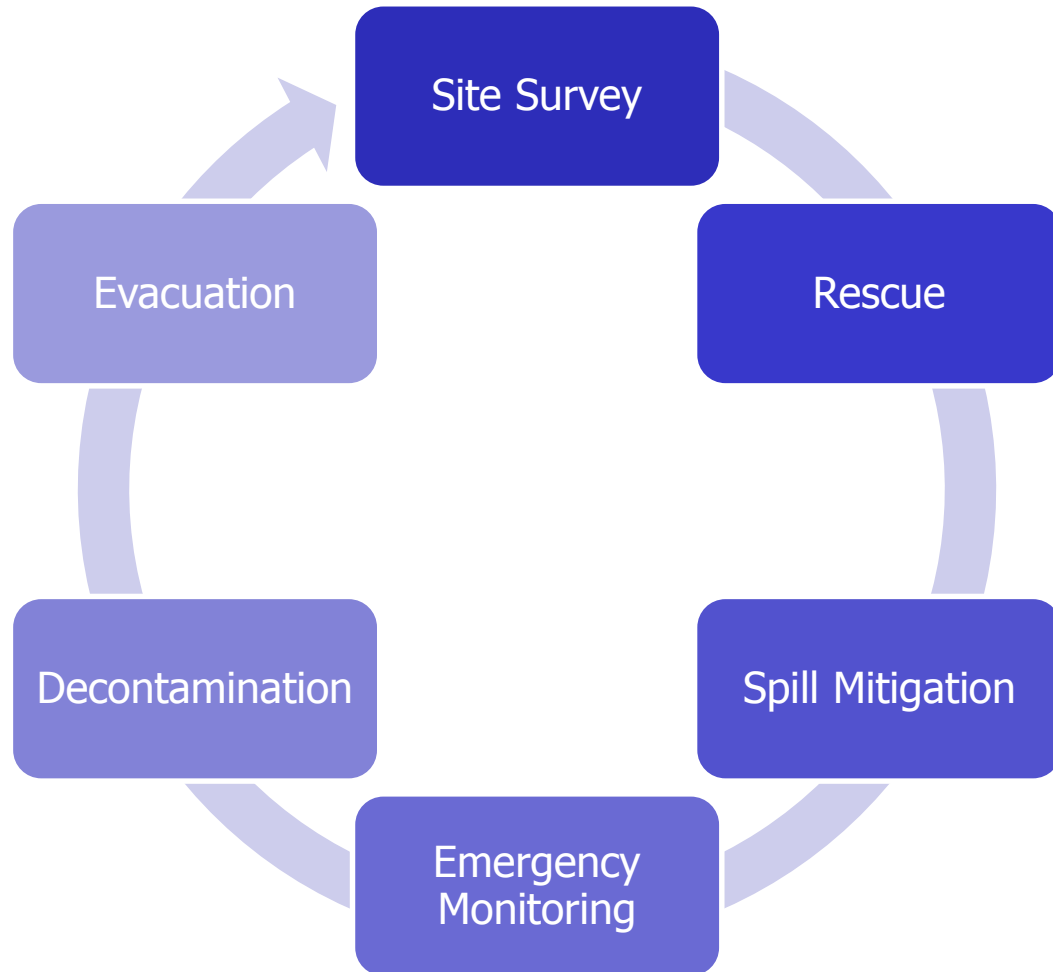 Site Survey
Rescue
Spill Mitigation
Emergency
Monitoring
Decontamination
Evacuation